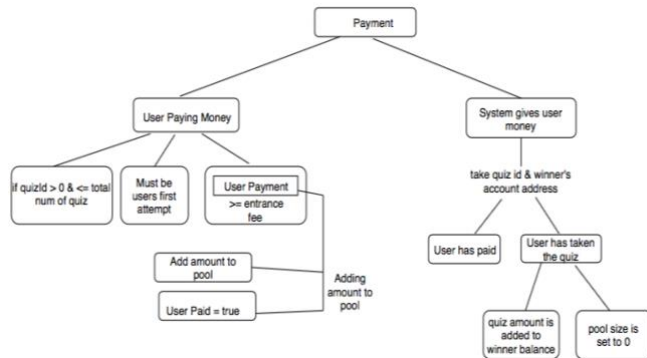 Payment
User Paying Money
System gives user
money
if quizId > 0 & <= total
num of quiz
Must be
users first
attempt
User Payment
>= entrance
fee
take quiz id & winner's
account address
User has paid
User has taken
the quiz
Add amount to
pool
Adding
amount to
pool
User Paid = true
quiz amount is
added to
winner balance
pool size is
set to 0